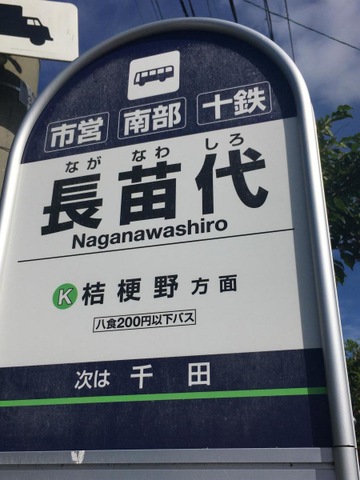 市営 南部 十鉄
なが なわ しろ
長苗代
Naganawashiro
K 桔梗野方面
八食200円以下バス
次は 千田